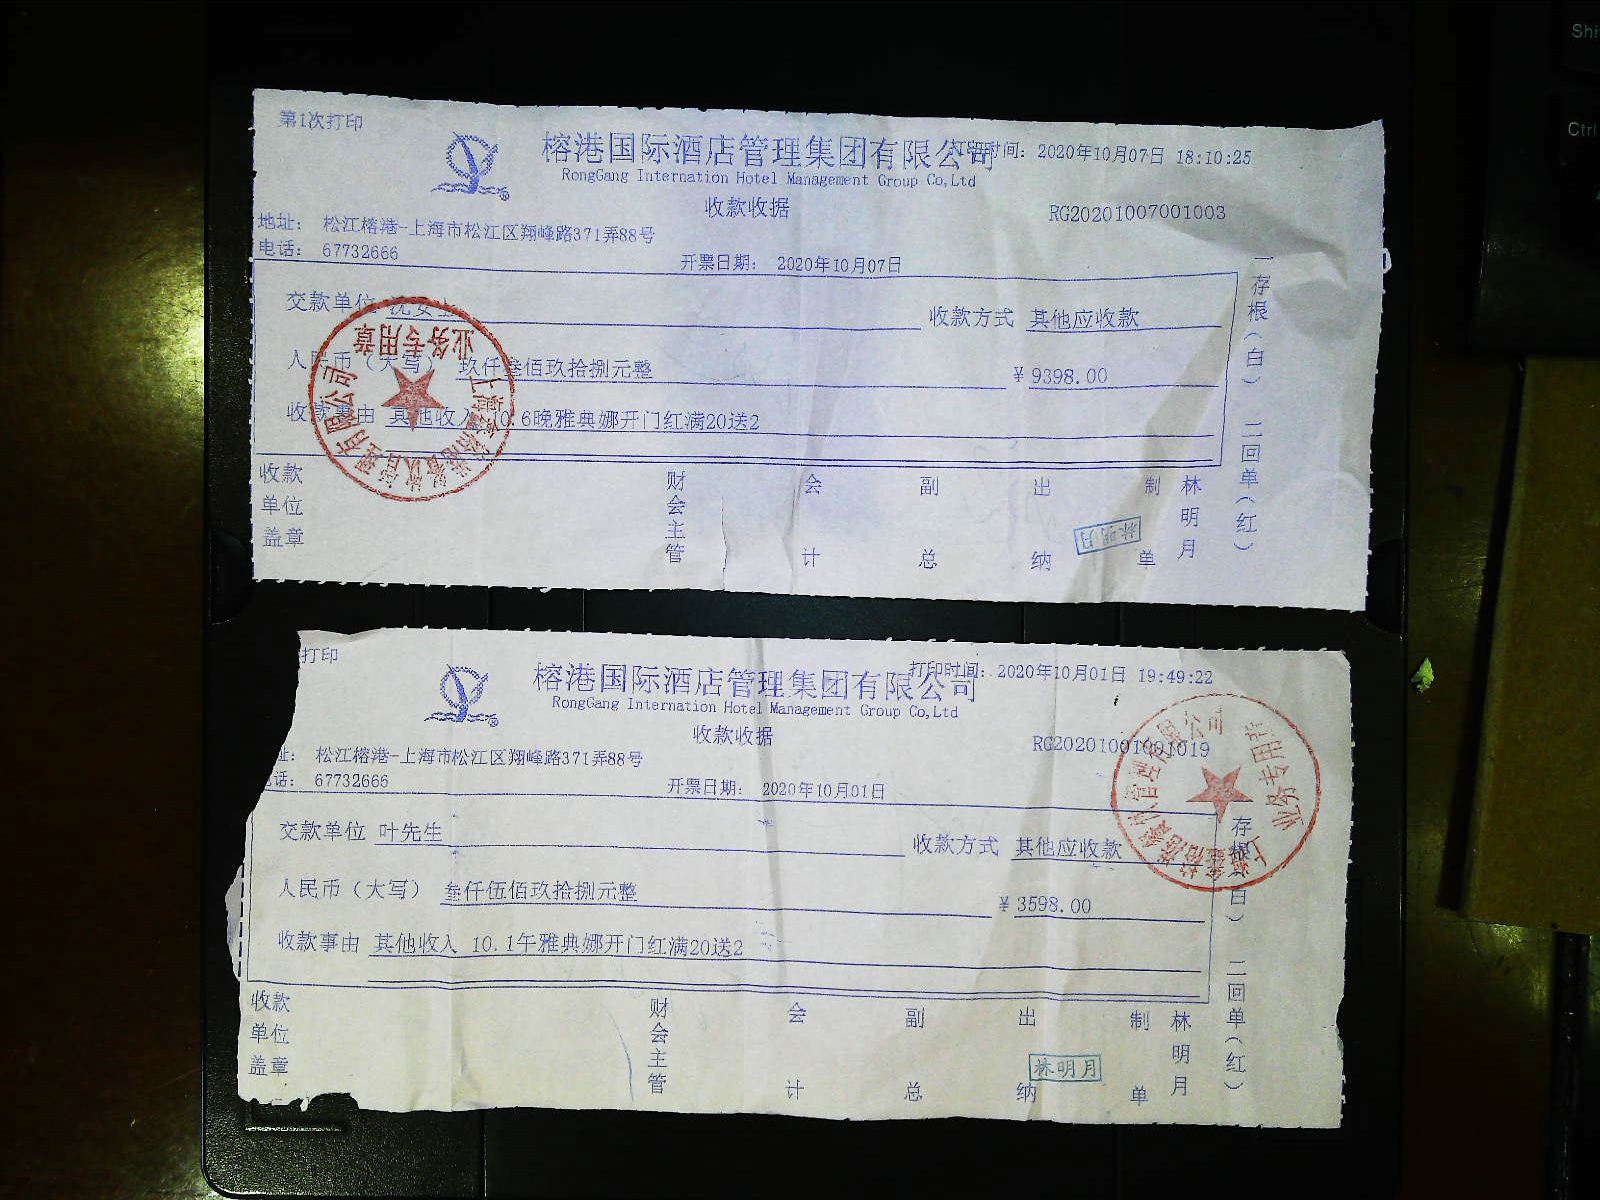 第1次打印
榕港国际酒店管理集团有限公司
打印时间: 2020年10月07日 18:10:25
RongGang Internation Hotel Management Group Co,Ltd
收款收据
RG20201007001003
地址: 松江榕港-上海市松江区翔峰路371弄88号
电话: 67732666
开票日期: 2020年10月07日
交款单位
收款方式 其他应收款
人民币（大写） 玖仟叁佰玖拾捌元整
¥ 9398.00
收款事由 其他收入 10.6晚雅典娜开门红满20送2
收款单位盖章
财会主管
会计
副总
出纳
制单
林明月
林明月
一存根(白) 二回单(红)
业务专用章
打印
榕港国际酒店管理集团有限公司
打印时间: 2020年10月01日 19:49:22
RongGang Internation Hotel Management Group Co,Ltd
收款收据
RG20201001001019
址: 松江榕港-上海市松江区翔峰路371弄88号
电话: 67732666
开票日期: 2020年10月01日
交款单位 叶先生
收款方式 其他应收款
人民币（大写） 叁仟伍佰玖拾捌元整
¥ 3598.00
收款事由 其他收入 10.1午雅典娜开门红满20送2
收款单位盖章
财会主管
会计
副总
出纳
制单
林明月
林明月
存根(白) 二回单(红)
业务专用章